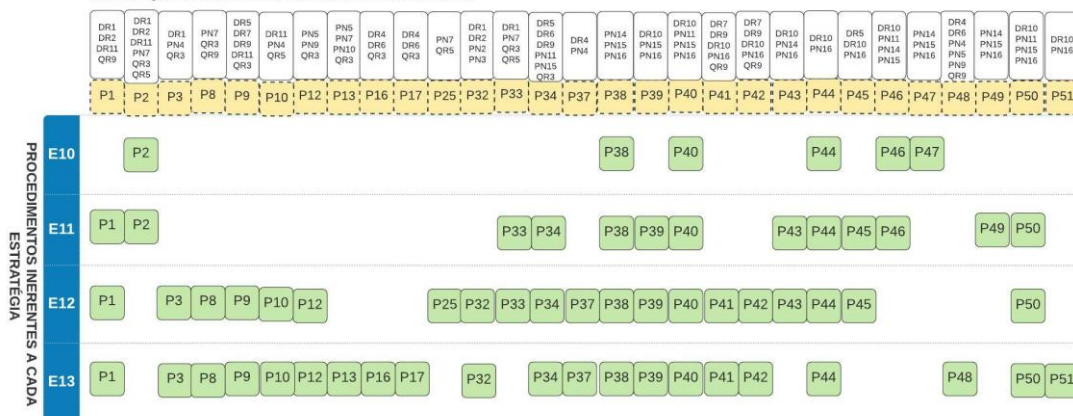 DR1
DR2
DR11
QR9
DR1
DR2
DR11
PN7
QR3
QR5
DR1
PN4
QR3
PN7
QR3
QR9
DR5
DR7
DR9
DR11
QR3
DR11
PN4
QR5
PN5
PN9
QR3
PN5
PN7
PN10
QR3
DR4
DR6
QR3
DR4
DR6
QR3
PN7
QR5
DR1
DR2
PN2
PN3
DR1
PN7
QR3
QR5
DR5
DR6
DR9
PN11
PN15
QR3
DR4
PN4
PN14
PN15
PN16
DR10
PN15
PN16
DR10
PN11
PN15
PN16
DR7
DR9
DR10
PN16
QR9
DR7
DR9
DR10
PN16
QR9
DR10
PN14
PN16
DR10
PN16
DR5
DR10
PN16
DR10
PN11
PN14
PN15
PN14
PN15
PN16
DR4
DR6
PN4
PN5
PN9
QR9
PN14
PN15
PN16
DR10
PN11
PN15
PN16
DR10
PN16
P1 P2 P3 P8 P9 P10 P12 P13 P16 P17 P25 P32 P33 P34 P37 P38 P39 P40 P41 P42 P43 P44 P45 P46 P47 P48 P49 P50 P51
PROCEDIMENTOS INERENTES A CADA
ESTRATÉGIA
E10 P2 P38 P40 P44 P46 P47
E11 P1 P2 P33 P34 P38 P39 P40 P43 P44 P45 P46 P49 P50
E12 P1 P3 P8 P9 P10 P12 P25 P32 P33 P34 P37 P38 P39 P40 P41 P42 P43 P44 P45 P50
E13 P1 P3 P8 P9 P10 P12 P13 P16 P17 P32 P34 P37 P38 P39 P40 P41 P42 P44 P48 P50 P51